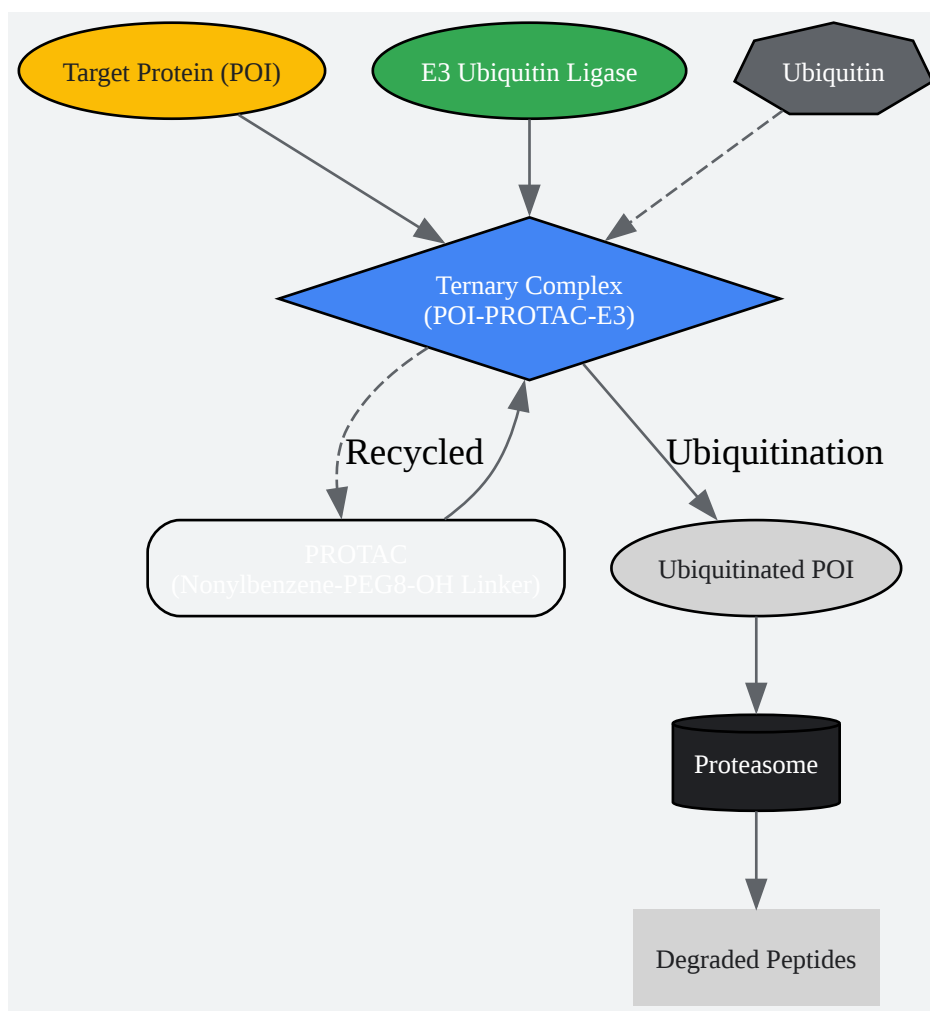 Target Protein (POI)
E3 Ubiquitin Ligase
Ubiquitin
Ternary Complex
(POI-PROTAC-E3)
Recycled
Ubiquitination
PROTAC
(Nonylbenzene-PEG8-OH Linker)
Ubiquitinated POI
Proteasome
Degraded Peptides